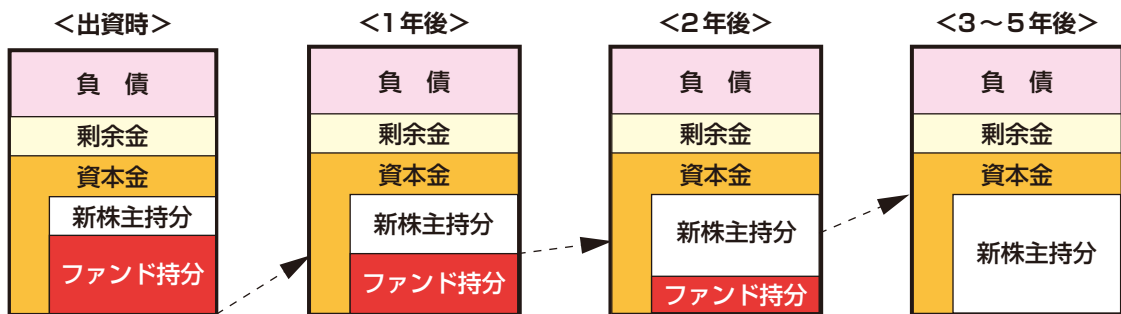 ＜出資時＞
負　債
剰余金
資本金
新株主持分
ファンド持分
＜1年後＞
負　債
剰余金
資本金
新株主持分
ファンド持分
＜2年後＞
負　債
剰余金
資本金
新株主持分
ファンド持分
＜3～5年後＞
負　債
剰余金
資本金
新株主持分